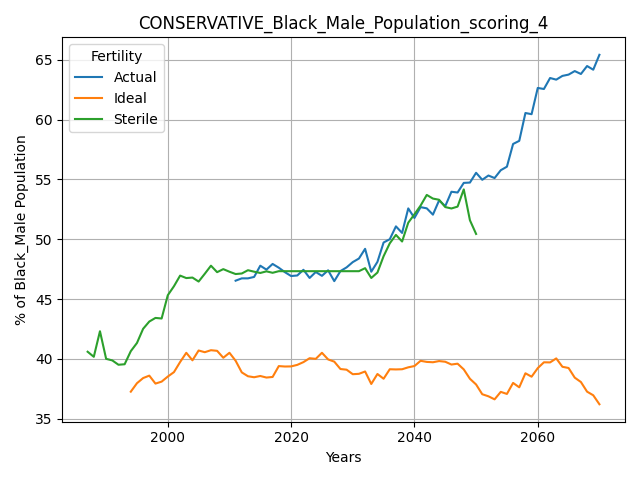 CONSERVATIVE_Black_Male_Population_scoring_4
Fertility
Actual
Ideal
Sterile
% of Black_Male Population
65
60
55
50
45
40
35
2000
2020
2040
2060
Years